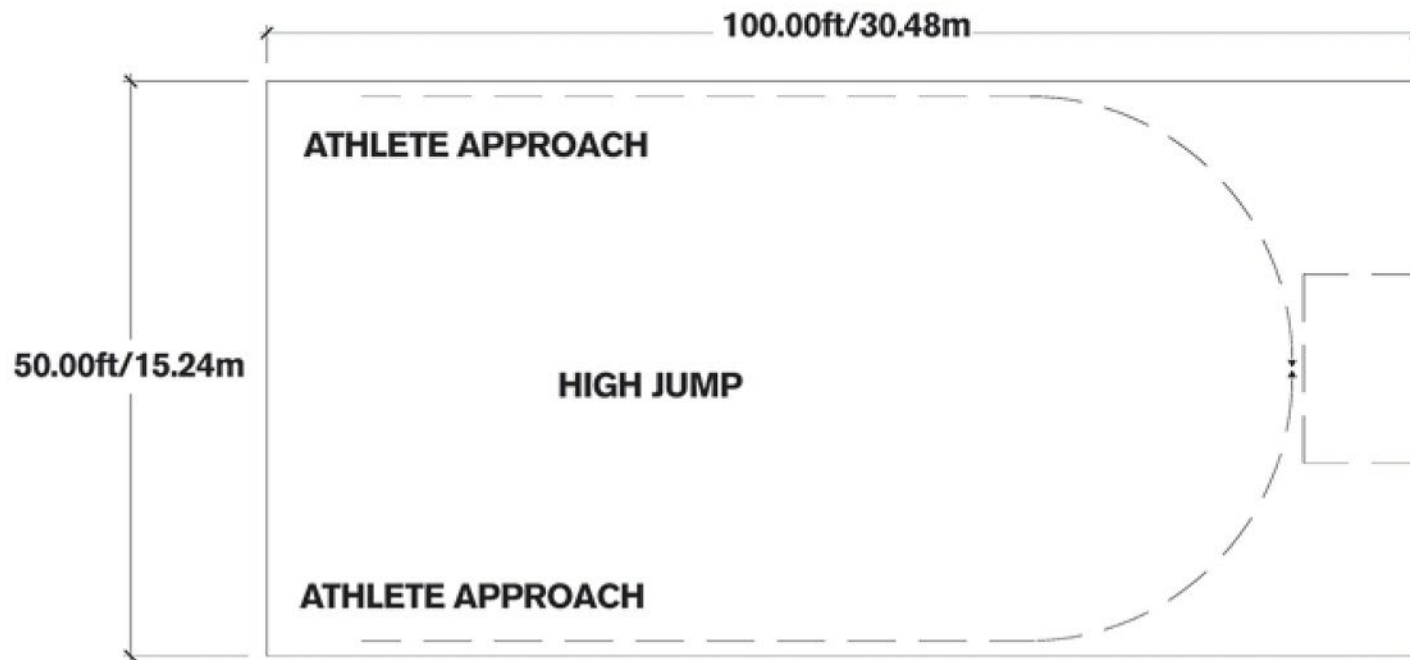 100.00ft/30.48m
ATHLETE APPROACH
50.00ft/15.24m
HIGH JUMP
ATHLETE APPROACH